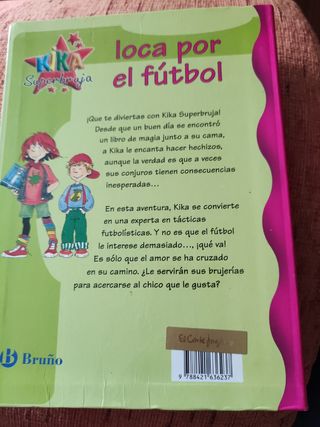 KIKA
Superbruja
loca por
el fútbol
¡Que te diviertas con Kika Superbruja!
Desde que un buen día se encontró
un libro de magia junto a su cama,
a Kika le encanta hacer hechizos,
aunque la verdad es que a veces
sus conjuros tienen consecuencias
inesperadas...
En esta aventura, Kika se convierte
en una experta en tácticas
futbolísticas. Y no es que el fútbol
le interese demasiado..., ¡qué va!
Es sólo que el amor se ha cruzado
en su camino. ¿Le servirán sus brujerías
para acercarse al chico que le gusta?
El Corte
Bruño
9 788421 636237